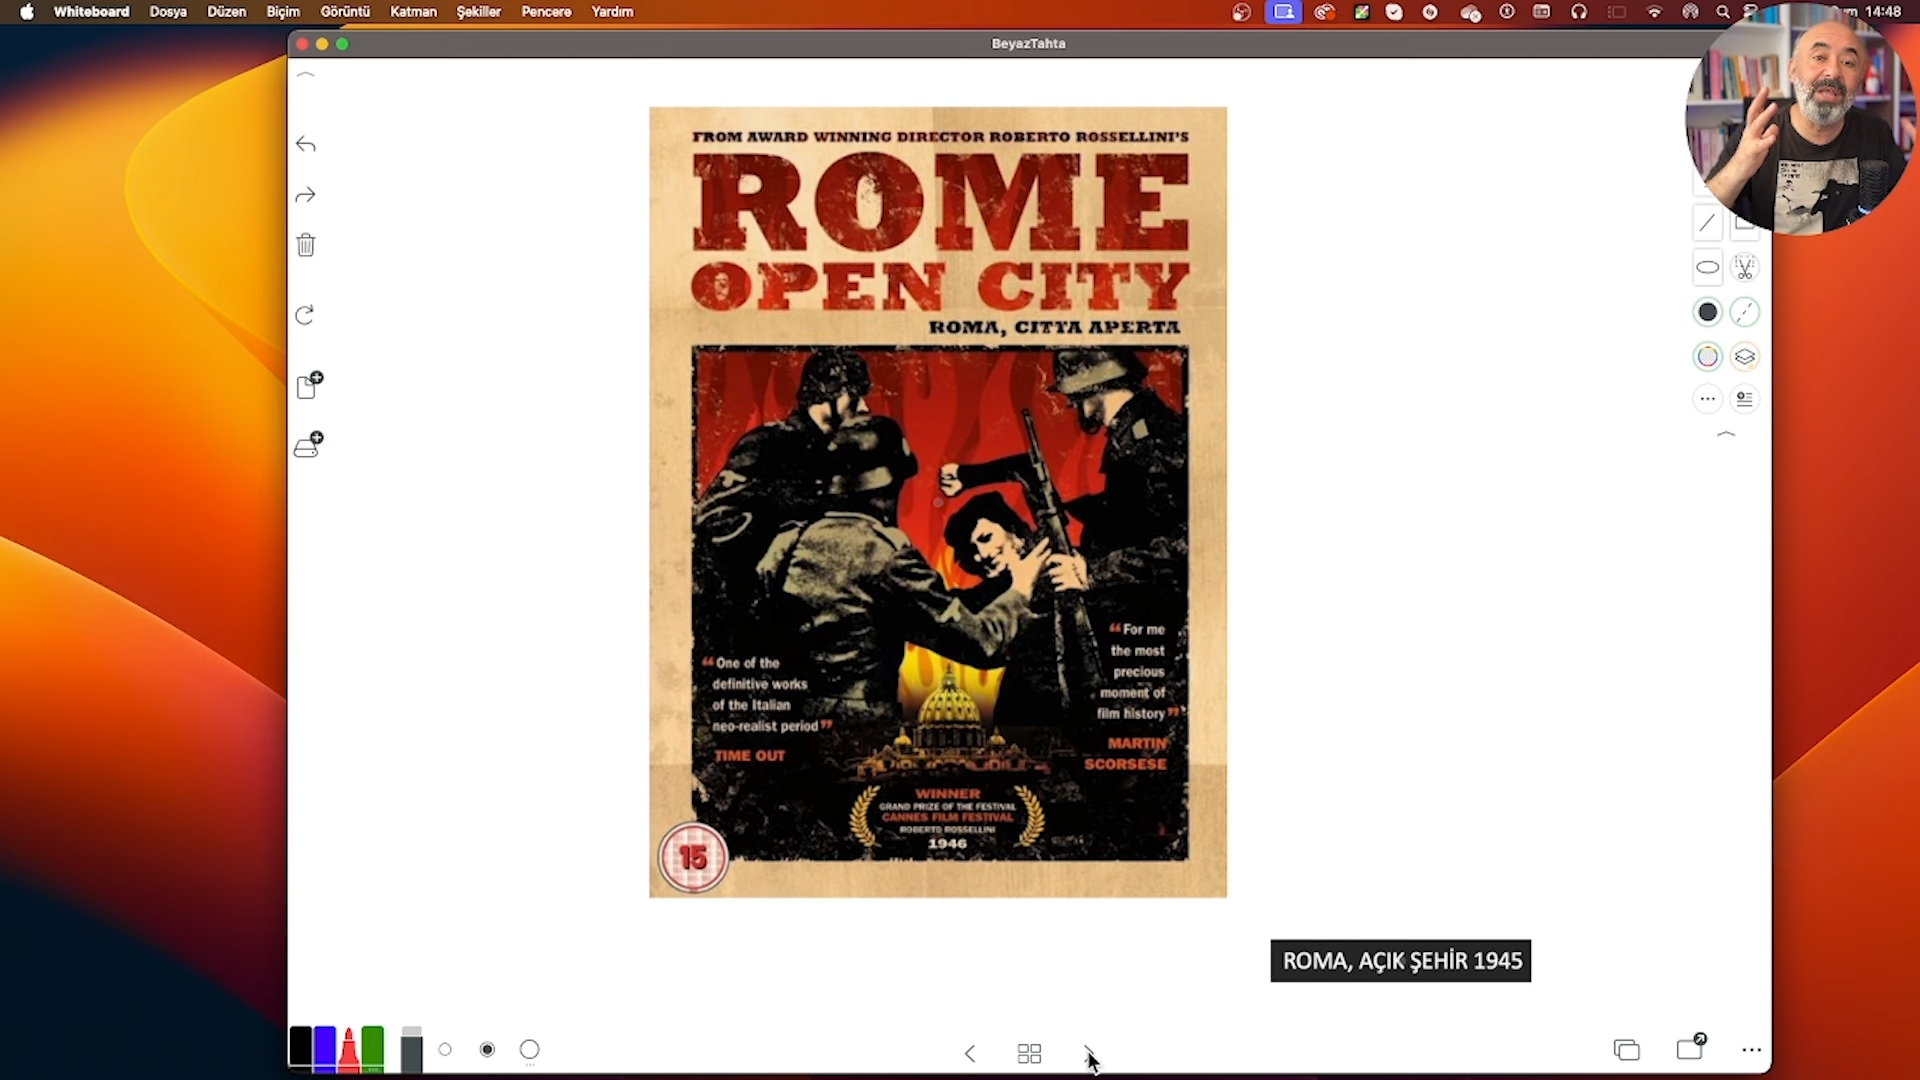 Whiteboard Dosya Düzen Biçim Görüntü Katman Şekiller Pencere Yardım
14:48
BeyazTahta
FROM AWARD WINNING DIRECTOR ROBERTO ROSSELLINI'S
ROME
OPEN CITY
ROMA, CITTA APERTA
“One of the
definitive works
of the Italian
neo-realist period”
TIME OUT
“For me
the most
precious
moment of
film history”
MARTIN
SCORSESE
WINNER
GRAND PRIZE OF THE FESTIVAL
CANNES FILM FESTIVAL
ROBERTO ROSSELLINI
1946
15
ROMA, AÇIK ŞEHİR 1945